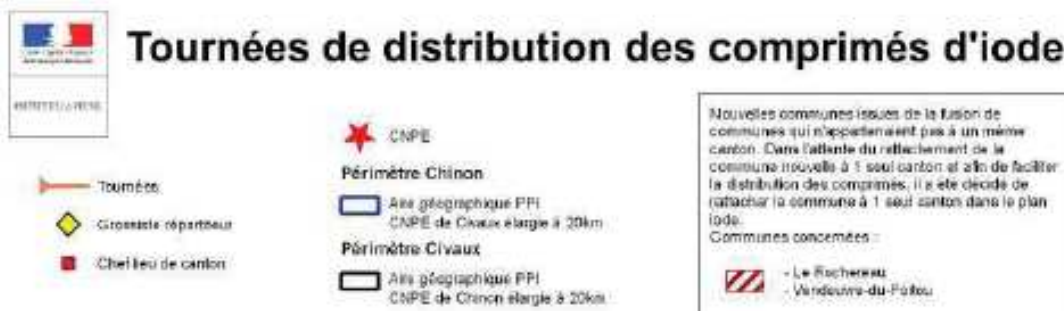 Tournées de distribution des comprimés d'iode
CNPE
Périmètre Chinon
Aire géographique PPI
CNPE de Civaux élargie à 20km
Périmètre Civaux
Aire géographique PPI
CNPE de Chinon élargie à 20km
Tournées
Grossiste répartiteur
Chef lieu de canton
Nouvelles communes issues de la fusion de
communes qui n'appartenaient pas à un même
canton. Dans l'attente du rattachement de la
commune nouvelle à 1 seul canton et afin de faciliter
la distribution des comprimés, il a été décidé de
rattacher la commune à 1 seul canton dans le plan
iode.
Communes concernées :
- Le Rochereau
- Vendeuvre-du-Poitou